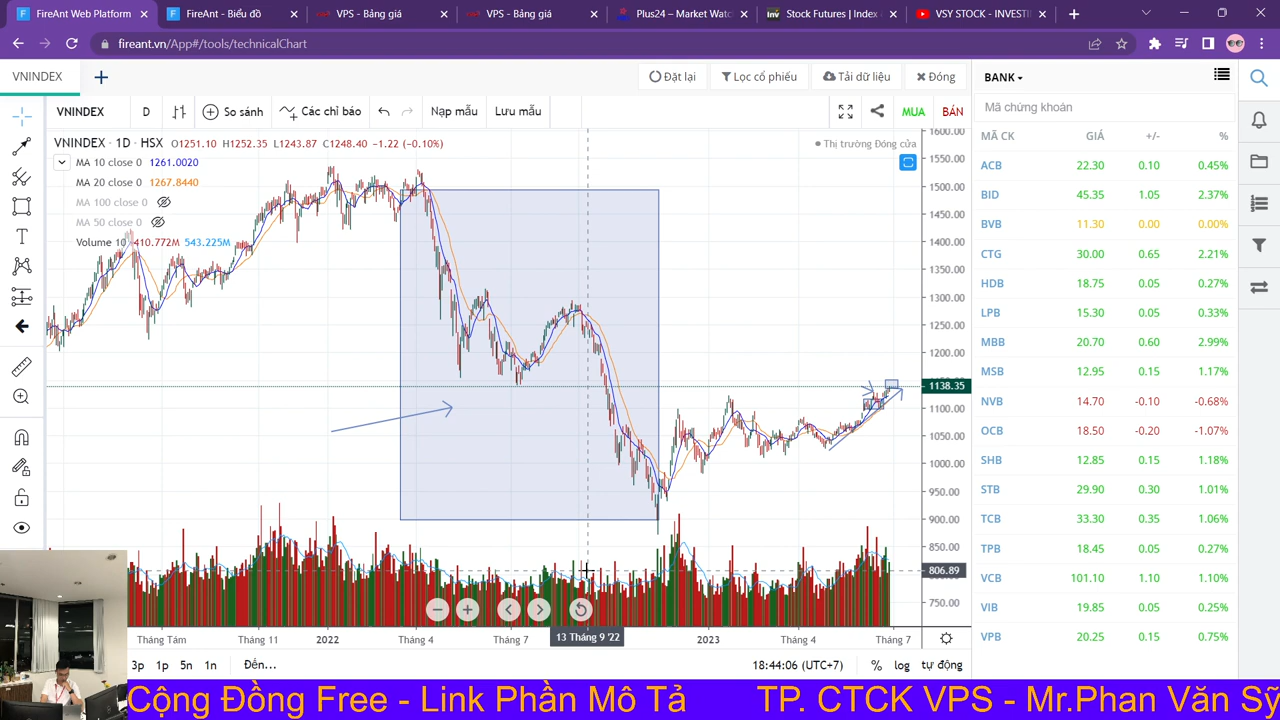 FireAnt Web Platform
FireAnt - Biểu đồ
VPS - Bảng giá
VPS - Bảng giá
Plus24 – Market Watc
Stock Futures | Index
VSY STOCK - INVESTI
fireant.vn/App#/tools/technicalChart
VNINDEX
Đặt lại
Lọc cổ phiếu
Tải dữ liệu
Đóng
VNINDEX
D
So sánh
Các chỉ báo
Nạp mẫu
Lưu mẫu
MUA
BÁN
VNINDEX · 1D · HSX O1251.10 H1252.35 L1243.87 C1248.40 -1.22 (-0.10%)
Thị trường Đóng cửa
MA 10 close 0 1261.0020
MA 20 close 0 1267.8440
MA 100 close 0
MA 50 close 0
Volume 10 410.772M 543.225M
1600.00
1550.00
1500.00
1450.00
1400.00
1350.00
1300.00
1250.00
1200.00
1138.35
1100.00
1050.00
1000.00
950.00
900.00
850.00
806.89
750.00
Tháng Tám
Tháng 11
2022
Tháng 4
Tháng 7
13 Tháng 9 '22
2023
Tháng 4
Tháng 7
3p 1p 5n 1n Đến...
18:44:06 (UTC+7) % log tự động
BANK
Mã chứng khoán
MÃ CK GIÁ +/- %
ACB 22.30 0.10 0.45%
BID 45.35 1.05 2.37%
BVB 11.30 0.00 0.00%
CTG 30.00 0.65 2.21%
HDB 18.75 0.05 0.27%
LPB 15.30 0.05 0.33%
MBB 20.70 0.60 2.99%
MSB 12.95 0.15 1.17%
NVB 14.70 -0.10 -0.68%
OCB 18.50 -0.20 -1.07%
SHB 12.85 0.15 1.18%
STB 29.90 0.30 1.01%
TCB 33.30 0.35 1.06%
TPB 18.45 0.05 0.27%
VCB 101.10 1.10 1.10%
VIB 19.85 0.05 0.25%
VPB 20.25 0.15 0.75%
Cộng Đồng Free - Link Phần Mô Tả TP. CTCK VPS - Mr.Phan Văn Sỹ